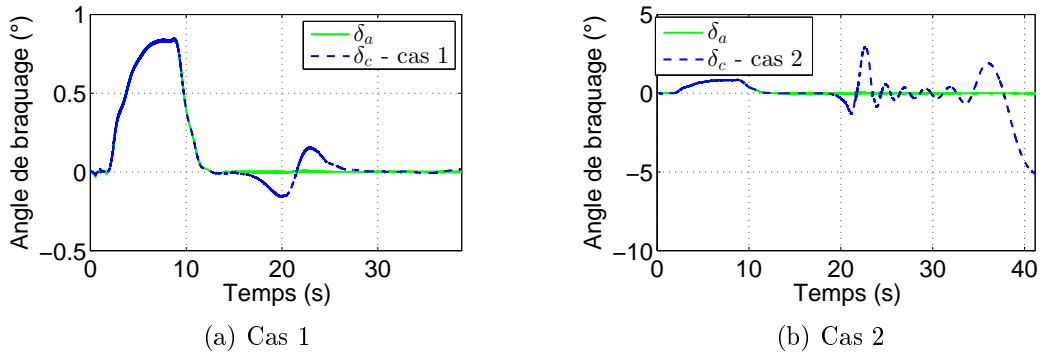 1
0.5
0
−0.5
Angle de braquage (°)
0 10 20 30
Temps (s)
δa
δc - cas 1
(a) Cas 1
5
0
−5
−10
Angle de braquage (°)
0 10 20 30 40
Temps (s)
δa
δc - cas 2
(b) Cas 2